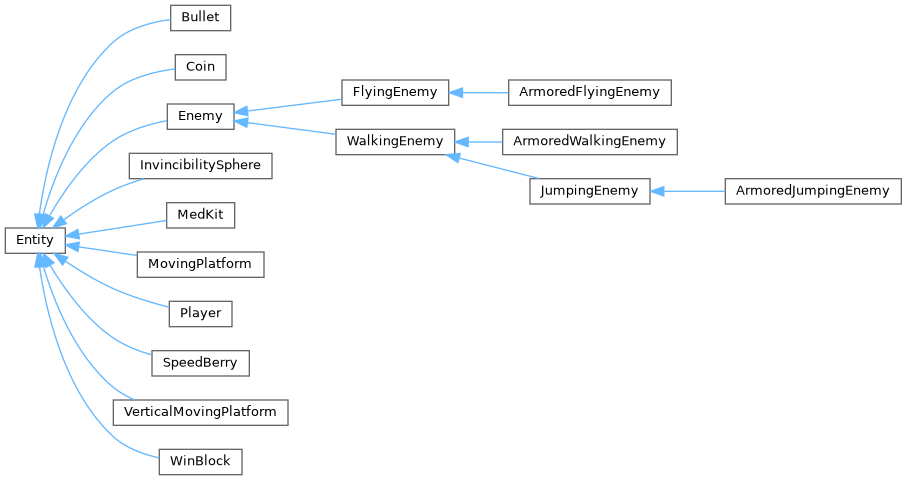 Bullet
Coin
Enemy
FlyingEnemy
ArmoredFlyingEnemy
WalkingEnemy
ArmoredWalkingEnemy
JumpingEnemy
ArmoredJumpingEnemy
InvincibilitySphere
MedKit
Entity
MovingPlatform
Player
SpeedBerry
VerticalMovingPlatform
WinBlock